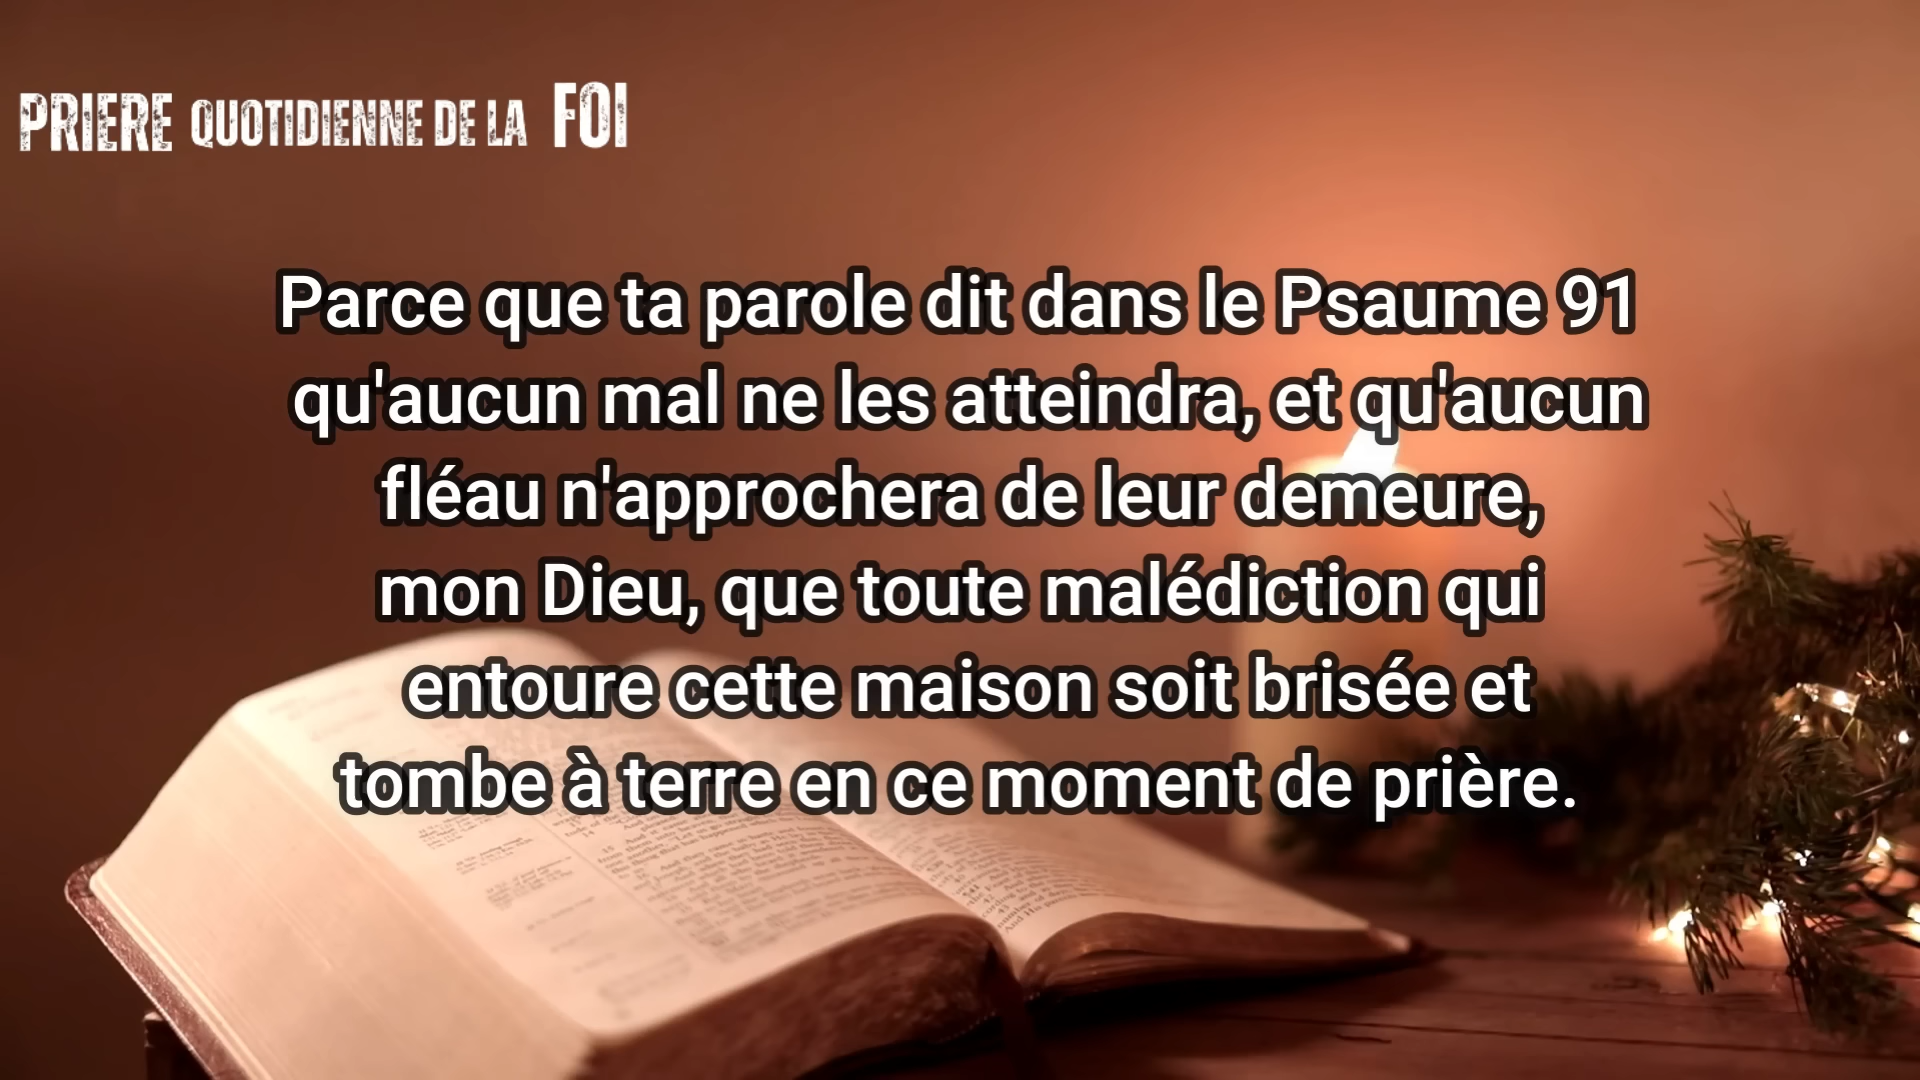 PRIERE QUOTIDIENNE DE LA FOI
Parce que ta parole dit dans le Psaume 91
qu'aucun mal ne les atteindra, et qu'aucun
fléau n'approchera de leur demeure,
mon Dieu, que toute malédiction qui
entoure cette maison soit brisée et
tombe à terre en ce moment de prière.